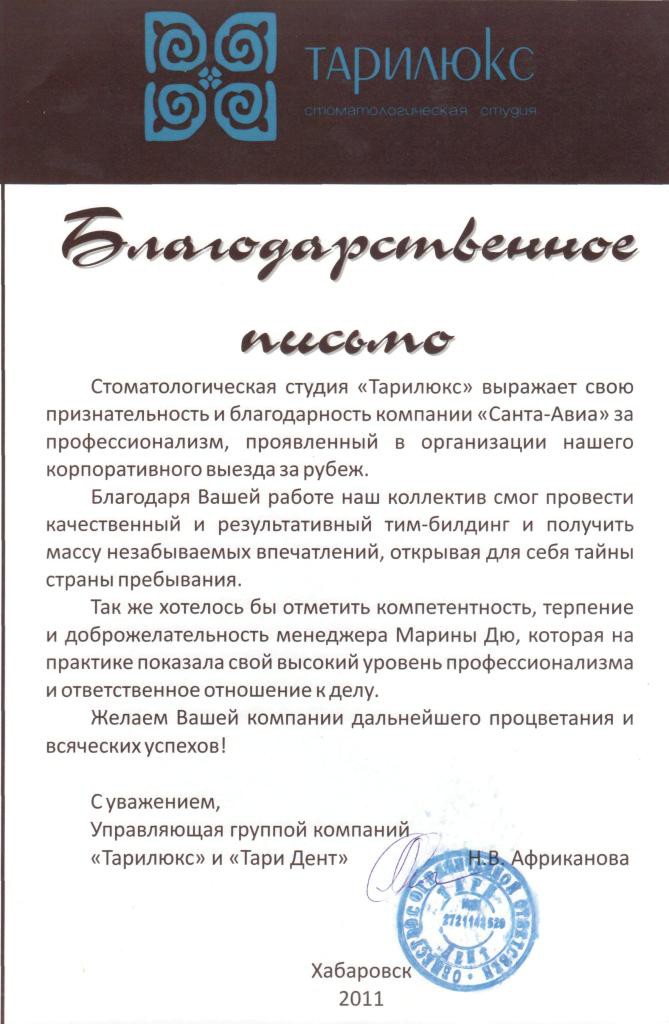 ТАРИЛЮКС
стоматологическая студия
Благодарственное
письмо
Стоматологическая студия «Тарилюкс» выражает свою
признательность и благодарность компании «Санта-Авиа» за
профессионализм, проявленный в организации нашего
корпоративного выезда за рубеж.
Благодаря Вашей работе наш коллектив смог провести
качественный и результативный тим-билдинг и получить
массу незабываемых впечатлений, открывая для себя тайны
страны пребывания.
Так же хотелось бы отметить компетентность, терпение
и доброжелательность менеджера Марины Дю, которая на
практике показала свой высокий уровень профессионализма
и ответственное отношение к делу.
Желаем Вашей компании дальнейшего процветания и
всяческих успехов!
С уважением,
Управляющая группой компаний
«Тарилюкс» и «Тари Дент» Н.В. Африканова
ТАРИ
ДЕНТ
Хабаровск
2011